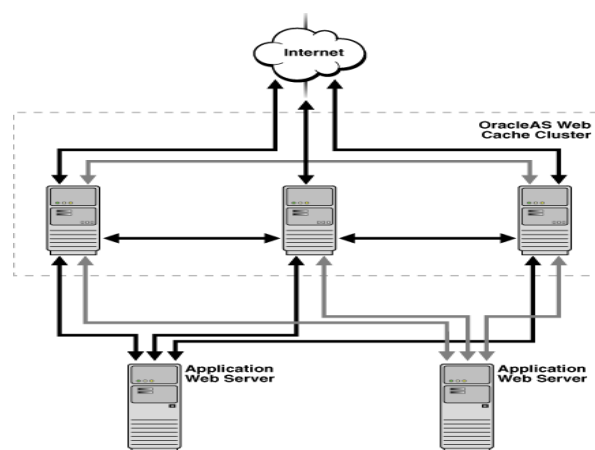 Internet
OracleAS Web
Cache Cluster
Application
Web Server
Application
Web Server